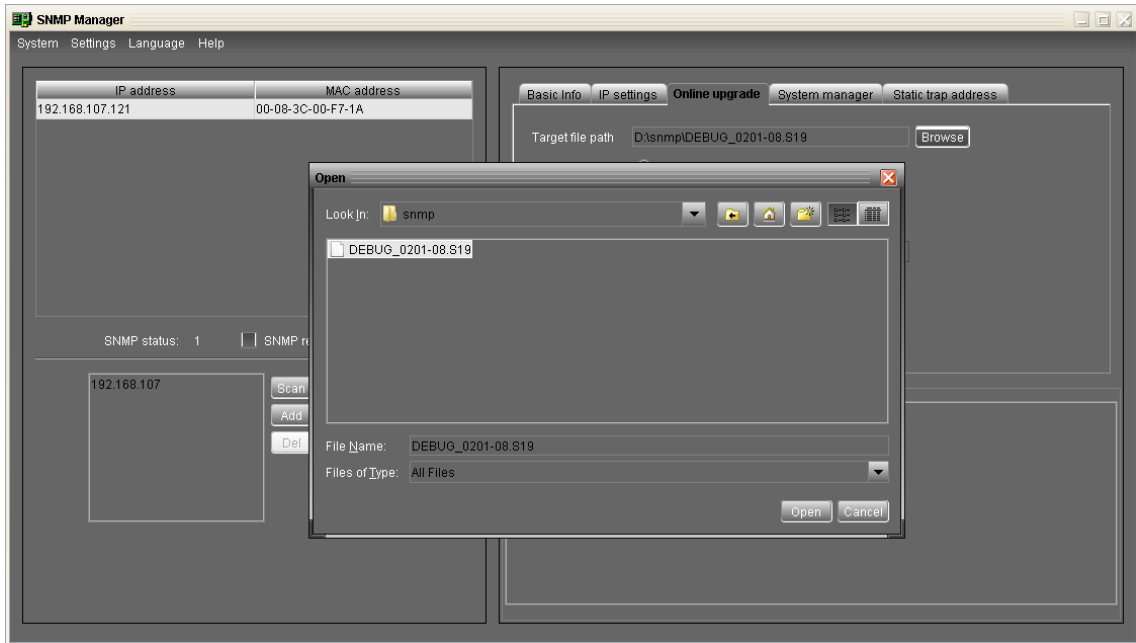 SNMP Manager
System Settings Language Help
IP address MAC address
192.168.107.121 00-08-3C-00-F7-1A
Basic Info IP settings Online upgrade System manager Static trap address
Target file path D:\snmp\DEBUG_0201-08.S19 Browse
Open
Look In: snmp
DEBUG_0201-08.S19
SNMP status: 1 SNMP
192.168.107
Scan
Add
Del
File Name: DEBUG_0201-08.S19
Files of Type: All Files
Open Cancel